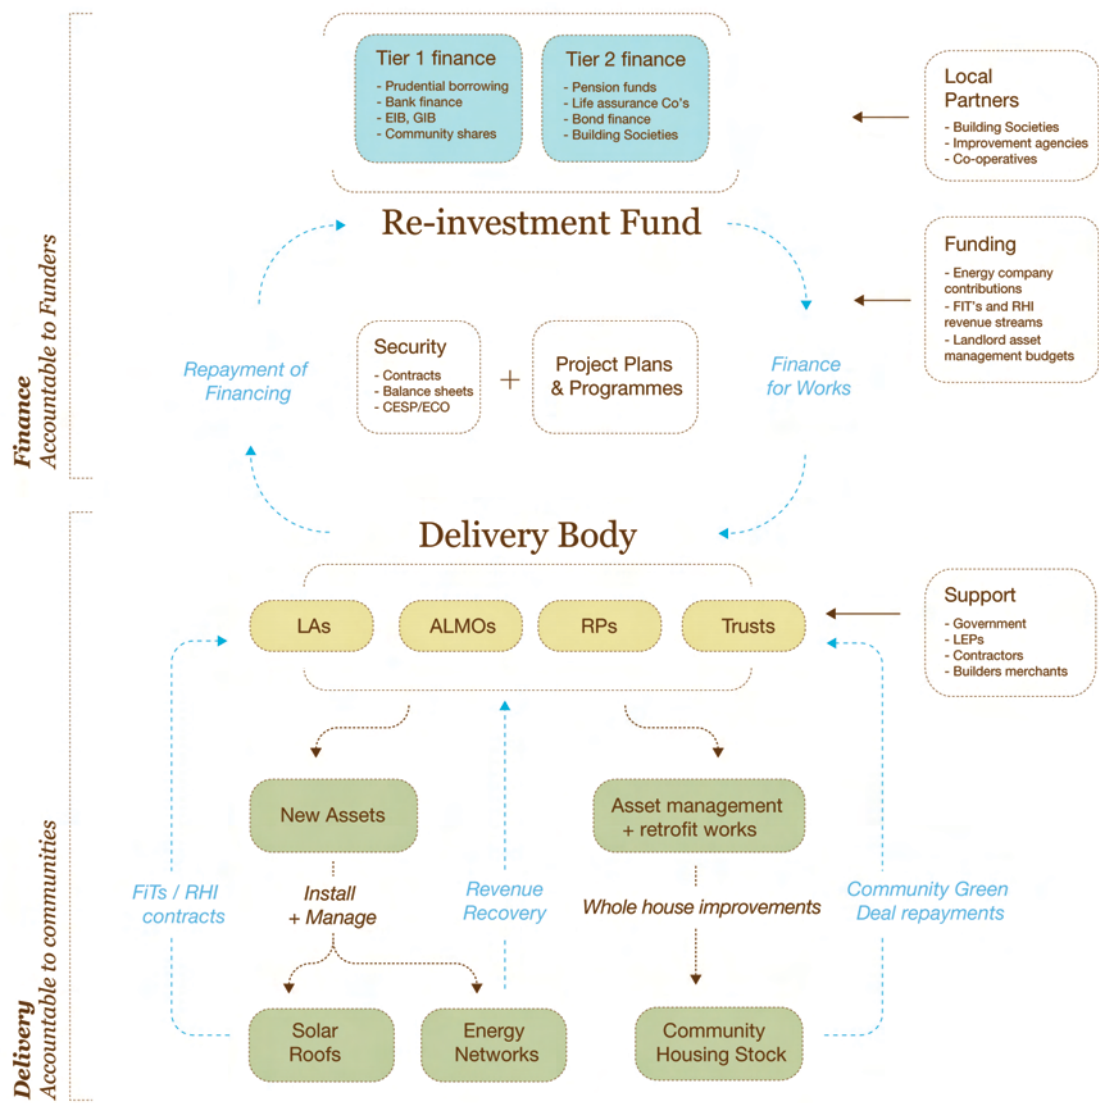 Tier 1 finance
- Prudential borrowing
- Bank finance
- EIB, GIB
- Community shares
Tier 2 finance
- Pension funds
- Life assurance Co's
- Bond finance
- Building Societies
Local
Partners
- Building Societies
- Improvement agencies
- Co-operatives
Re-investment Fund
Funding
- Energy company
contributions
- FIT's and RHI
revenue streams
- Landlord asset
management budgets
Finance
Accountable to Funders
Repayment of
Financing
Security
- Contracts
- Balance sheets
- CESP/ECO
+
Project Plans
& Programmes
Finance
for Works
Delivery Body
LAs
ALMOs
RPs
Trusts
Support
- Government
- LEPs
- Contractors
- Builders merchants
Delivery
Accountable to communities
New Assets
Asset management
+ retrofit works
FiTs / RHI
contracts
Install
+ Manage
Revenue
Recovery
Whole house improvements
Community Green
Deal repayments
Solar
Roofs
Energy
Networks
Community
Housing Stock